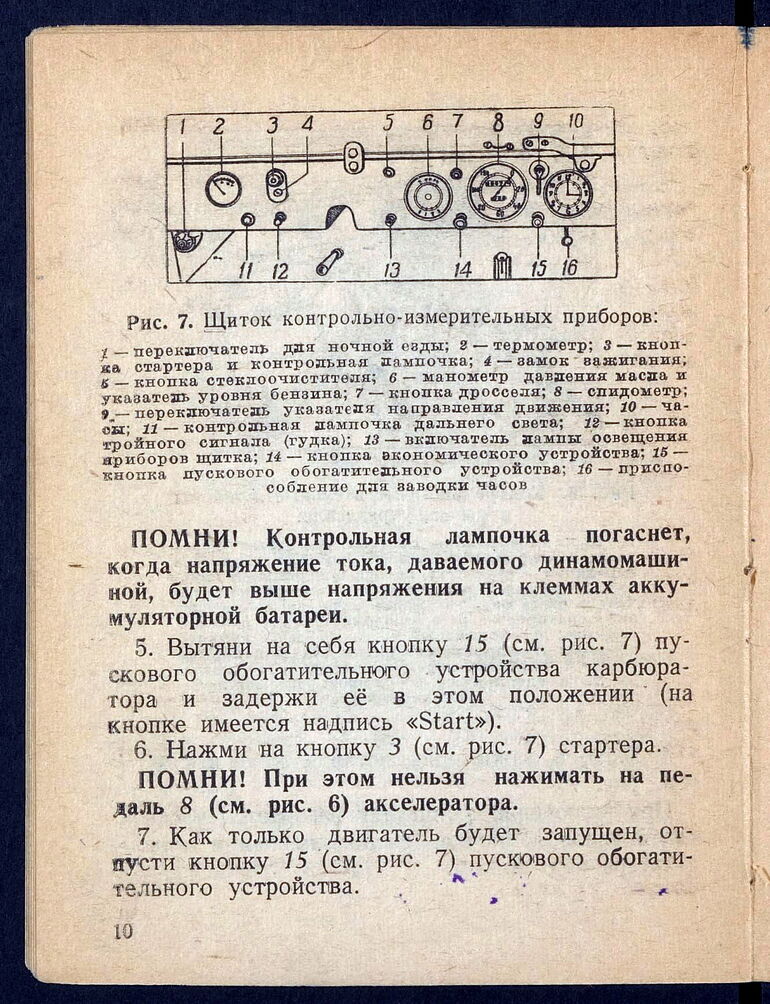 1 2 3 4 5 6 7 8 9 10
11 12 13 14 15 16
Рис. 7. Щиток контрольно-измерительных приборов:
1 — переключатель для ночной езды; 2 — термометр; 3 — кноп-
ка стартера и контрольная лампочка; 4 — замок зажигания;
5 — кнопка стеклоочистителя; 6 — манометр давления масла и
указатель уровня бензина; 7 — кнопка дросселя; 8 — спидометр;
9 — переключатель указателя направления движения; 10 — ча-
сы; 11 — контрольная лампочка дальнего света; 12 — кнопка
тройного сигнала (гудка); 13 — включатель лампы освещения
приборов щитка; 14 — кнопка экономического устройства; 15 —
кнопка пускового обогатительного устройства; 16 — приспо-
собление для заводки часов
ПОМНИ! Контрольная лампочка погаснет,
когда напряжение тока, даваемого динамомаши-
ной, будет выше напряжения на клеммах акку-
муляторной батареи.
5. Вытяни на себя кнопку 15 (см. рис. 7) пу-
скового обогатительного устройства карбюра-
тора и задержи её в этом положении (на
кнопке имеется надпись «Start»).
6. Нажми на кнопку 3 (см. рис. 7) стартера.
ПОМНИ! При этом нельзя нажимать на пе-
даль 8 (см. рис. 6) акселератора.
7. Как только двигатель будет запущен, от-
пусти кнопку 15 (см. рис. 7) пускового обогати-
тельного устройства.
10